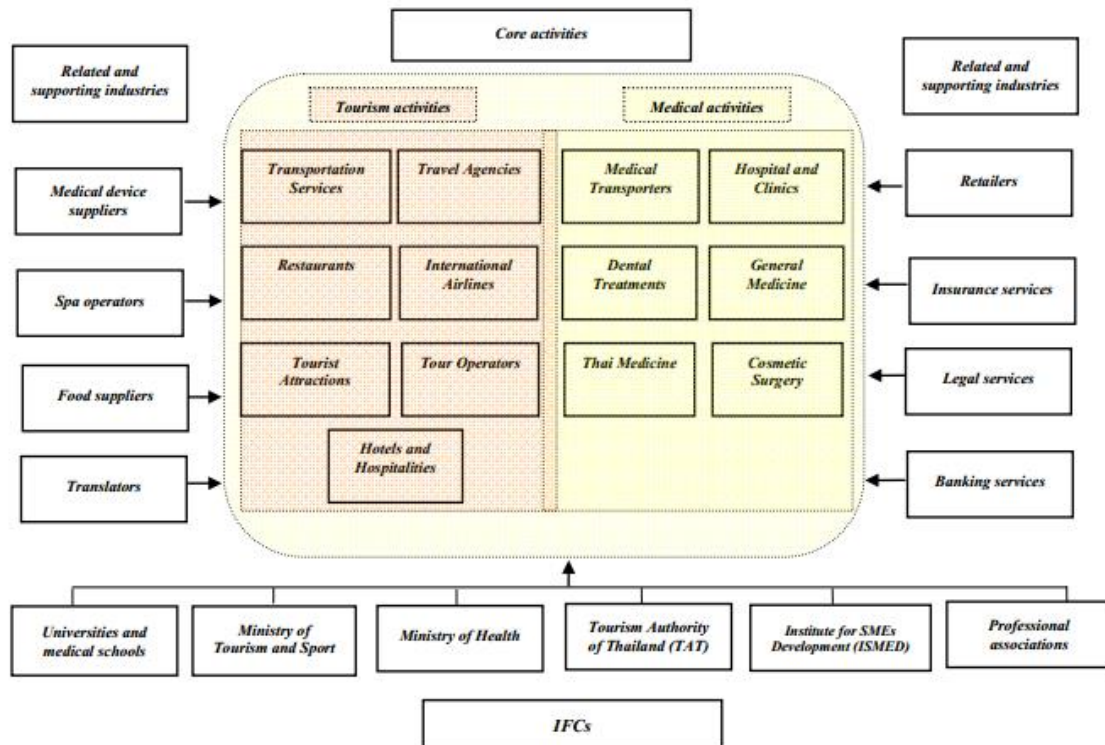 Core activities
Related and
supporting industries
Related and
supporting industries
Tourism activities
Medical activities
Transportation
Services
Travel Agencies
Medical
Transporters
Hospital and
Clinics
Medical device
suppliers
Retailers
Restaurants
International
Airlines
Dental
Treatments
General
Medicine
Spa operators
Insurance services
Tourist
Attractions
Tour Operators
Thai Medicine
Cosmetic
Surgery
Food suppliers
Legal services
Hotels and
Hospitalities
Translators
Banking services
Universities and
medical schools
Ministry of
Tourism and Sport
Ministry of Health
Tourism Authority
of Thailand (TAT)
Institute for SMEs
Development (ISMED)
Professional
associations
IFCs